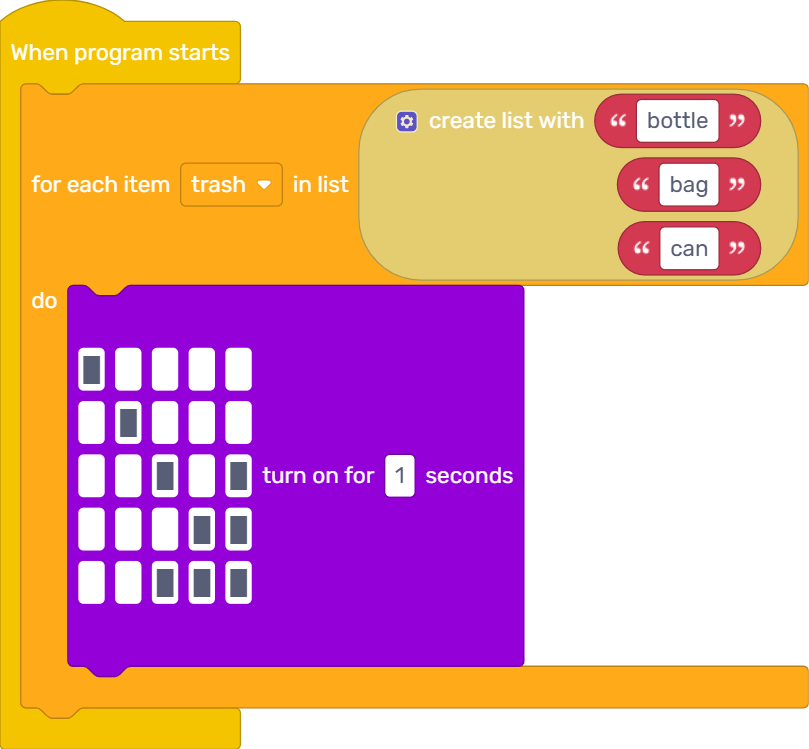 When program starts
create list with “ bottle ”
for each item trash in list “ bag ”
“ can ”
do
turn on for 1 seconds